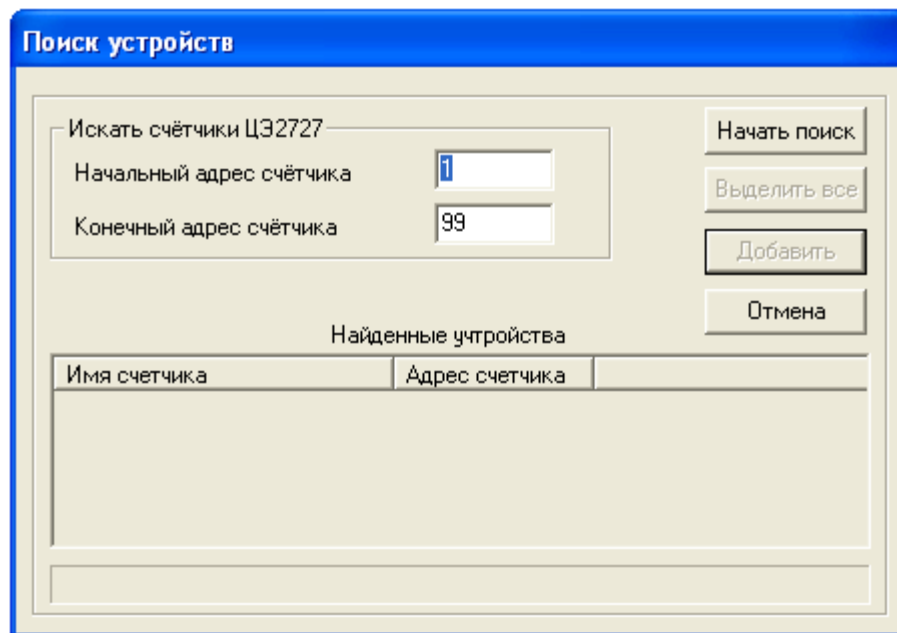 Поиск устройств
Искать счётчики ЦЭ2727
Начальный адрес счётчика 1
Конечный адрес счётчика 99
Начать поиск
Выделить все
Добавить
Отмена
Найденные учтройства
Имя счетчика Адрес счетчика